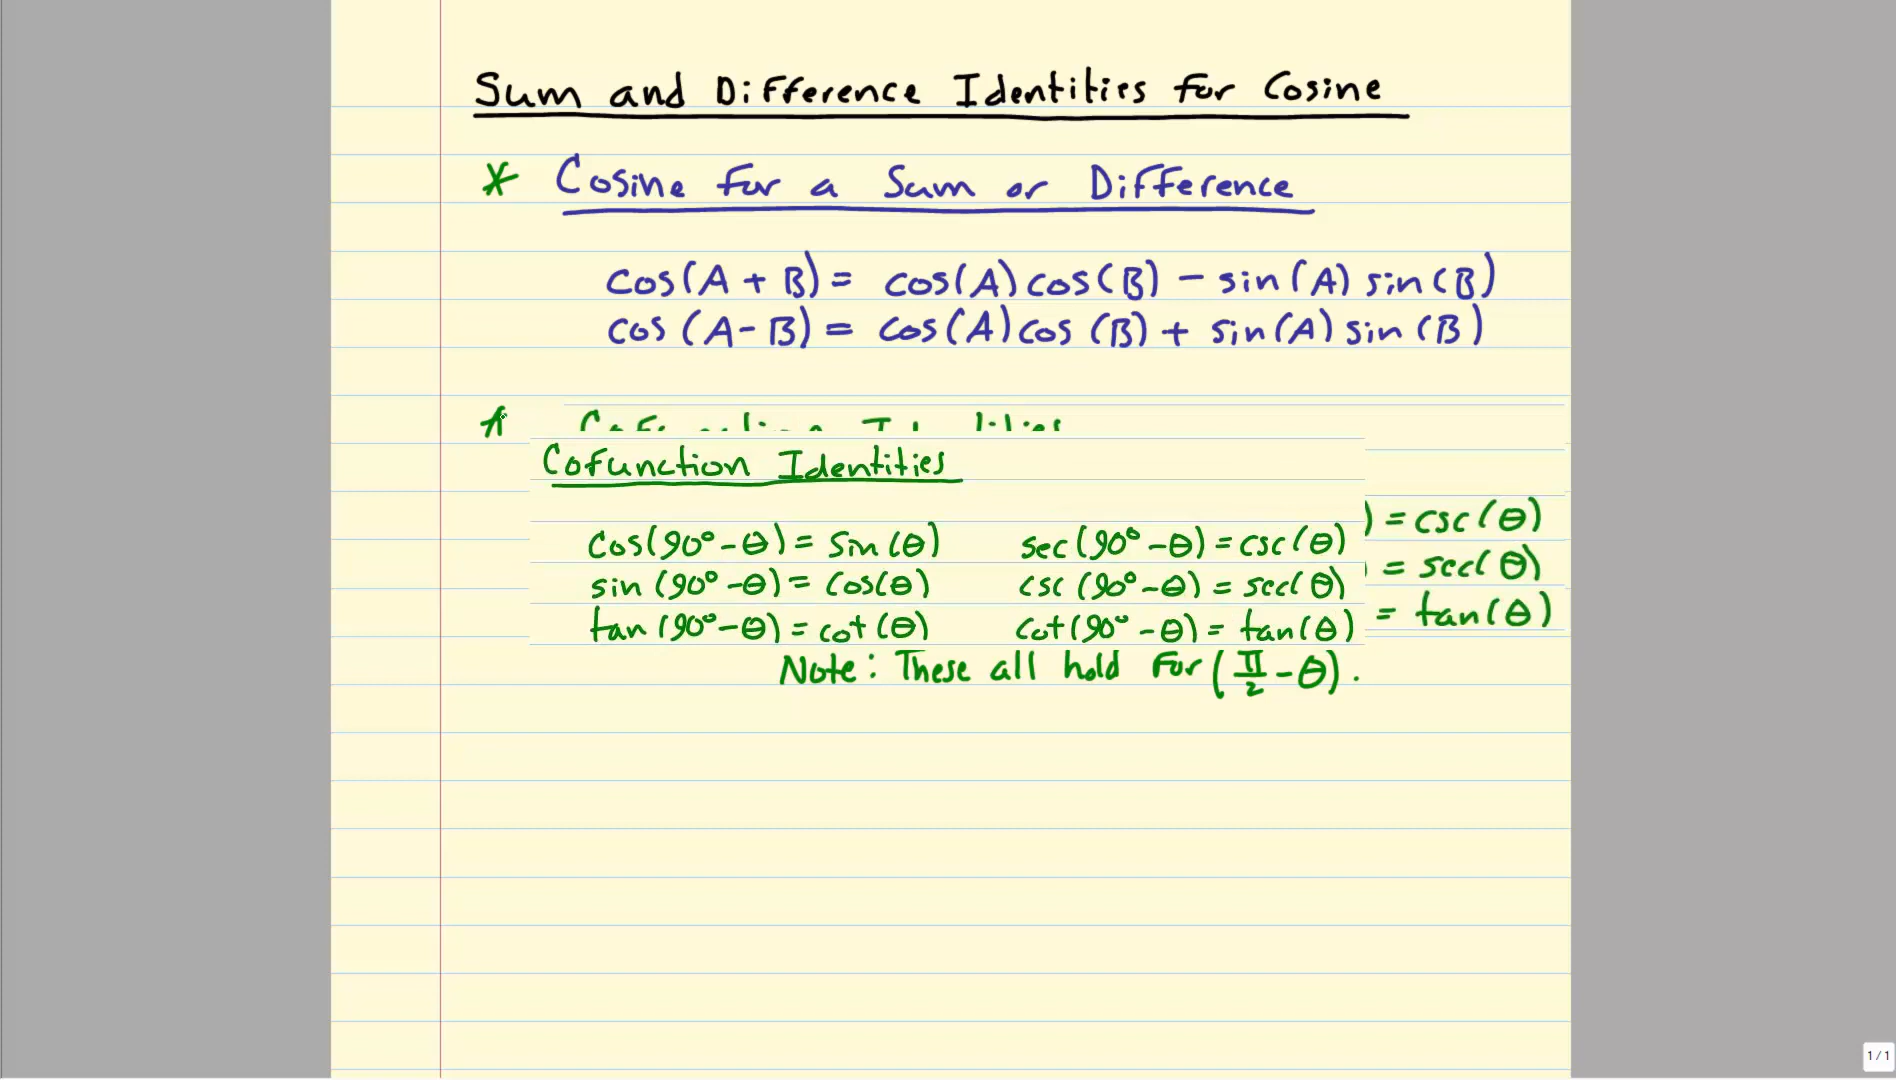 Sum and Difference Identities for Cosine
* Cosine for a Sum or Difference
cos(A + B) = cos(A) cos(B) − sin(A) sin(B)
cos(A − B) = cos(A) cos(B) + sin(A) sin(B)
Cofunction Identities
Cofunction Identities
cos(90° − θ) = sin(θ) sec(90° − θ) = csc(θ) ) = csc(θ)
sin(90° − θ) = cos(θ) csc(90° − θ) = sec(θ) ) = sec(θ)
tan(90° − θ) = cot(θ) cot(90° − θ) = tan(θ) = tan(θ)
Note: These all hold for (π/2 − θ).
1/1